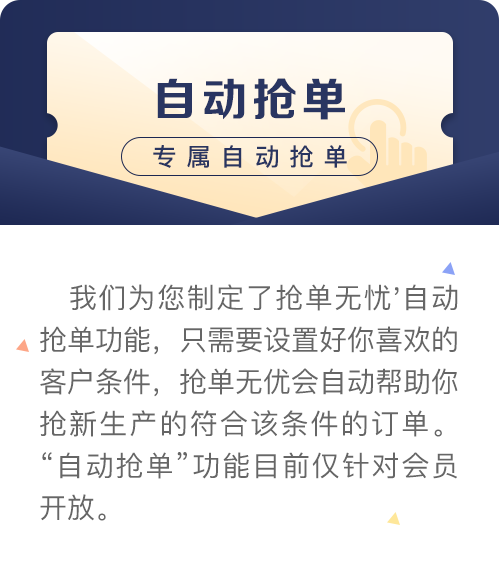 自动抢单
专属自动抢单
我们为您制定了抢单无忧’自动
抢单功能，只需要设置好你喜欢的
客户条件，抢单无优会自动帮助你
抢新生产的符合该条件的订单。
“自动抢单”功能目前仅针对会员
开放。